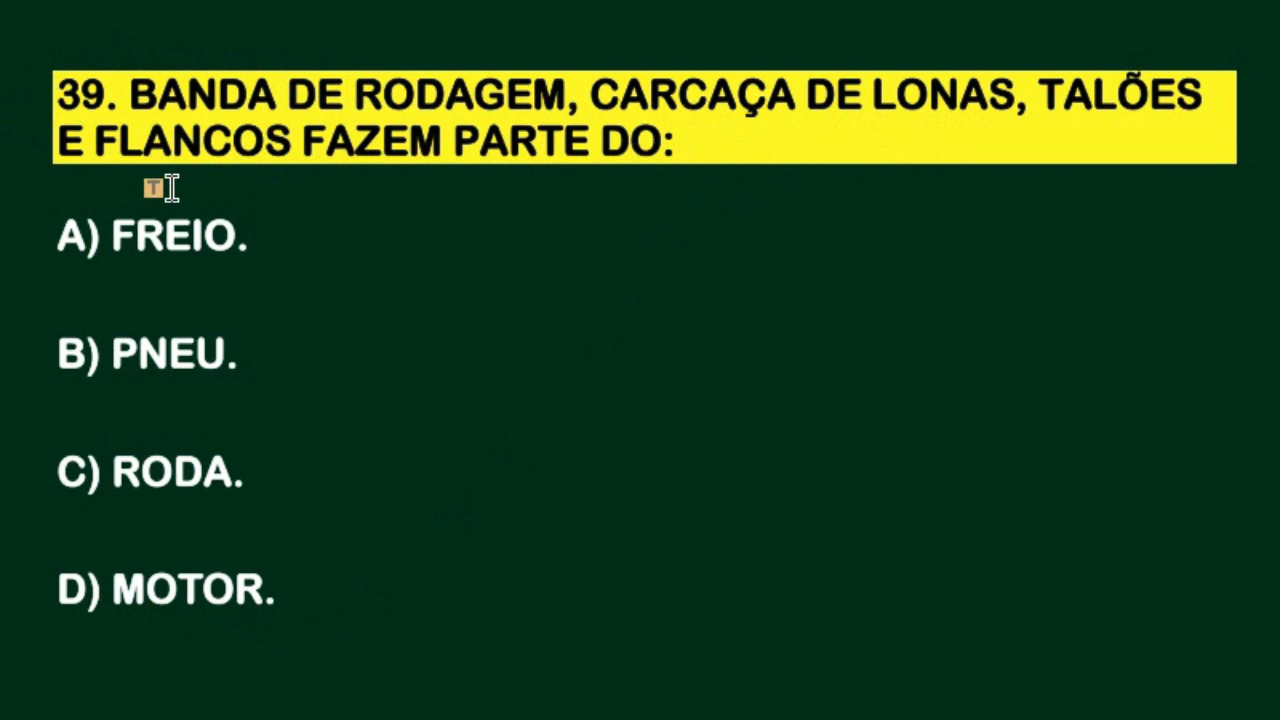 39. BANDA DE RODAGEM, CARCAÇA DE LONAS, TALÕES
E FLANCOS FAZEM PARTE DO:
T
A) FREIO.
B) PNEU.
C) RODA.
D) MOTOR.